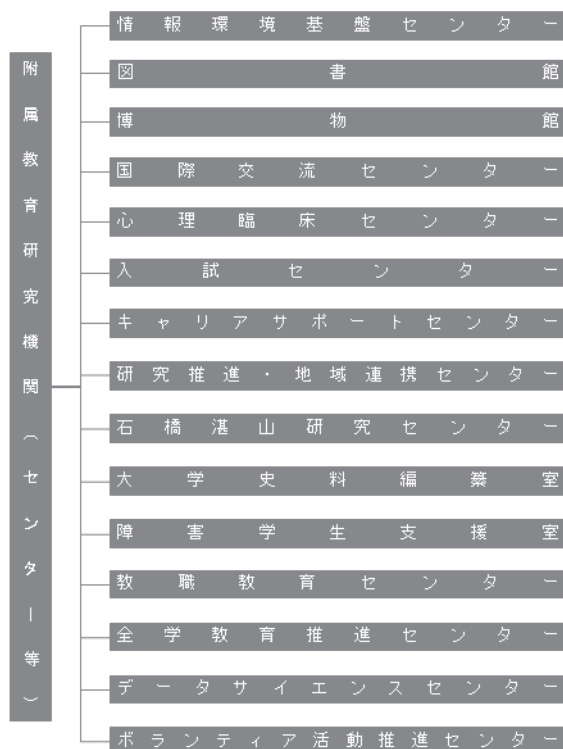 附属教育研究機関（センター等）
情報環境基盤センター
図書館
博物館
国際交流センター
心理臨床センター
入試センター
キャリアサポートセンター
研究推進・地域連携センター
石橋湛山研究センター
大学史料編纂室
障害学生支援室
教職教育センター
全学教育推進センター
データサイエンスセンター
ボランティア活動推進センター